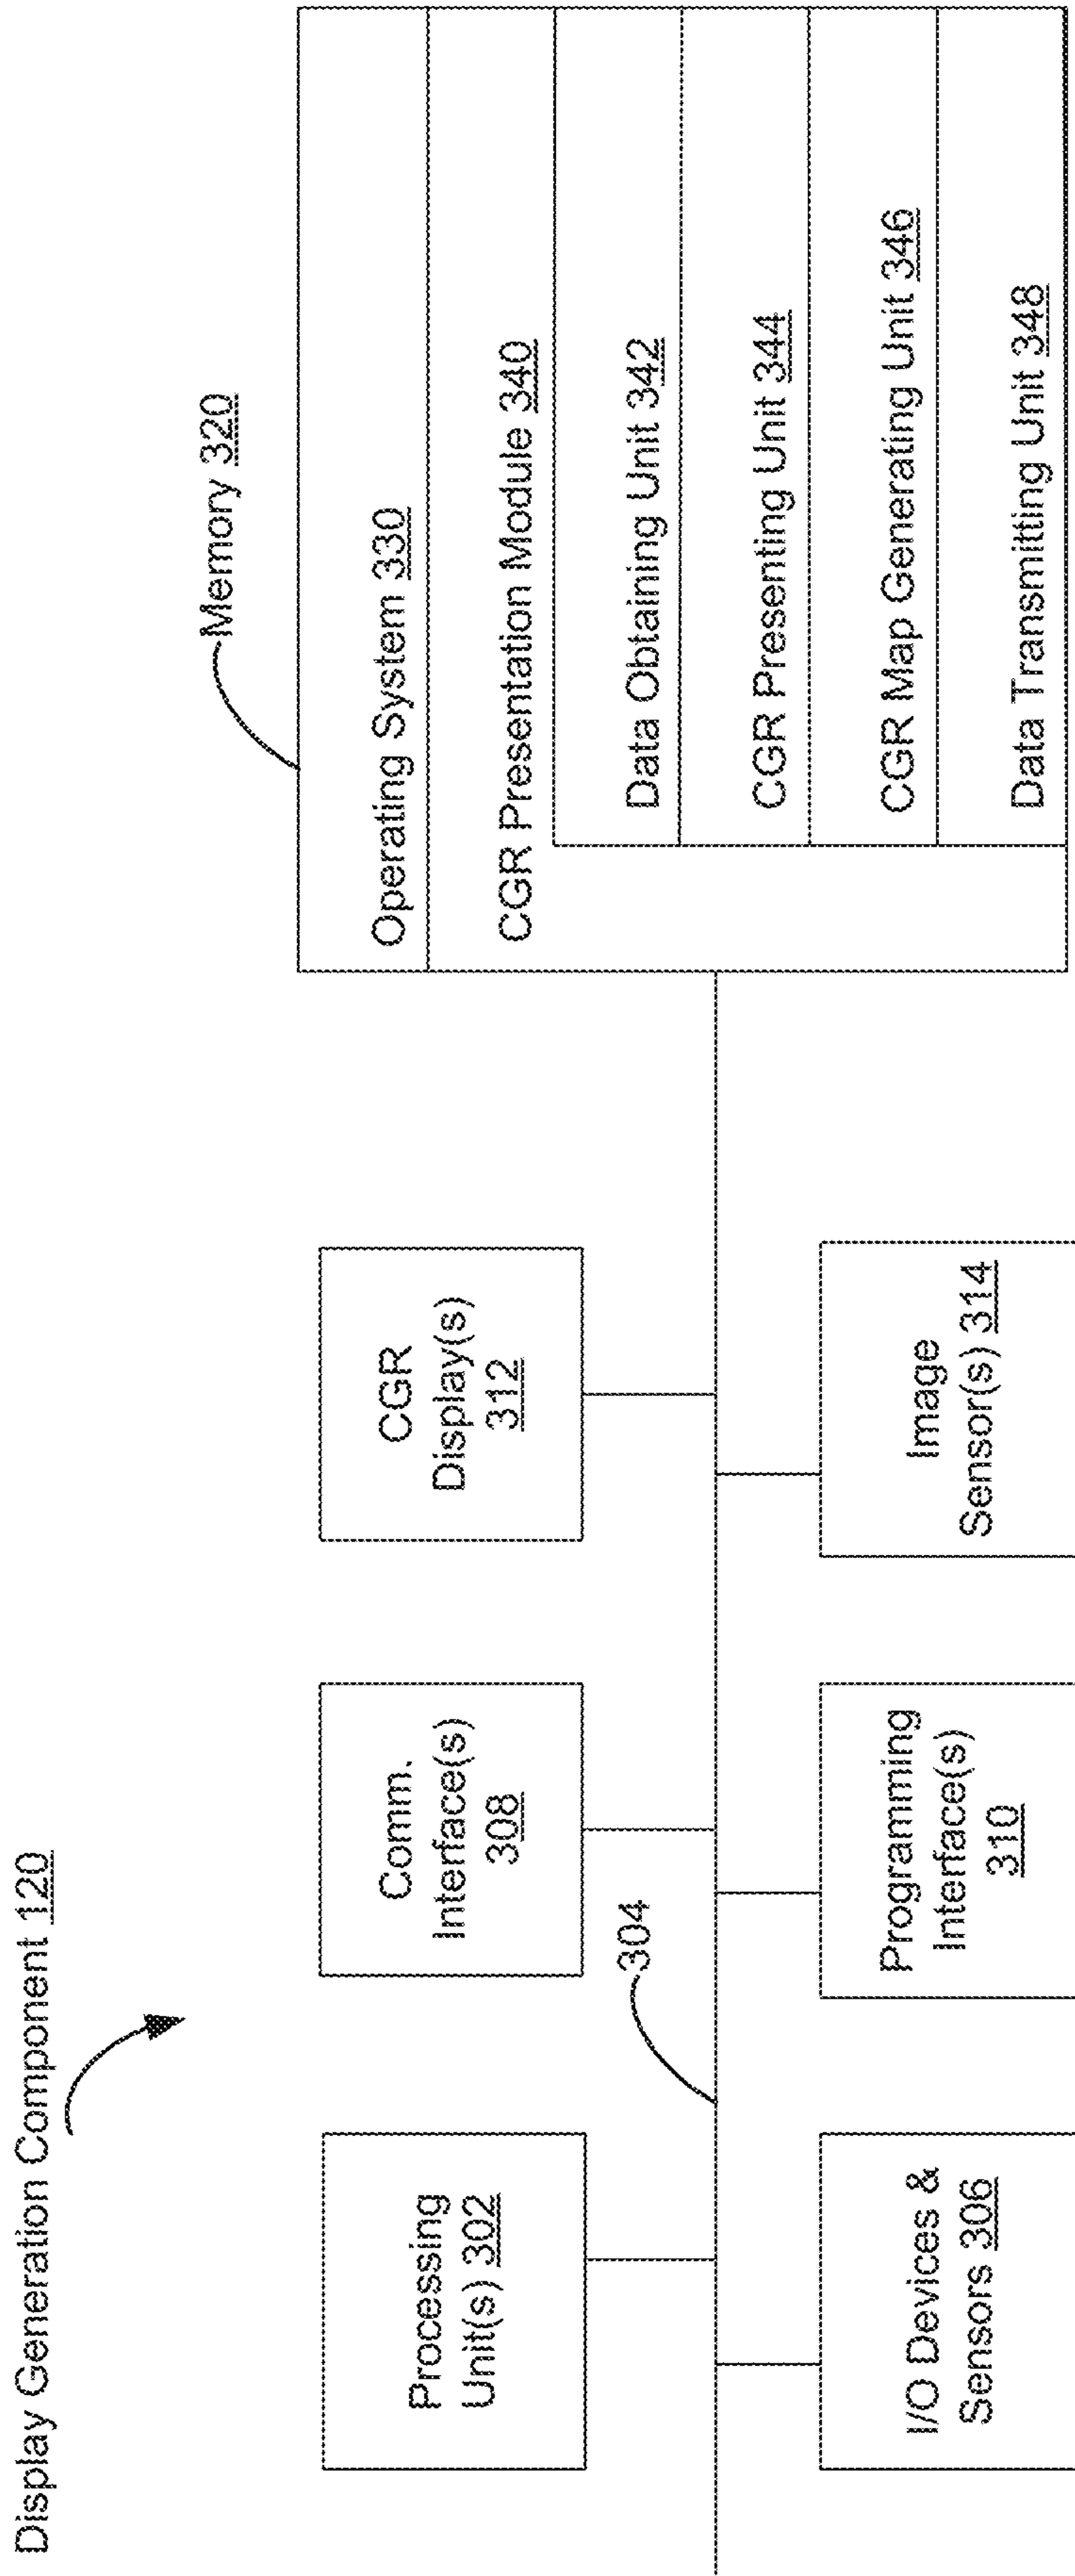 Display Generation Component 120
Memory 320
Processing
Unit(s) 302
Comm.
Interface(s)
308
CGR
Display(s)
312
304
I/O Devices &
Sensors 306
Programming
Interface(s)
310
Image
Sensor(s) 314
Operating System 330
CGR Presentation Module 340
Data Obtaining Unit 342
CGR Presenting Unit 344
CGR Map Generating Unit 346
Data Transmitting Unit 348